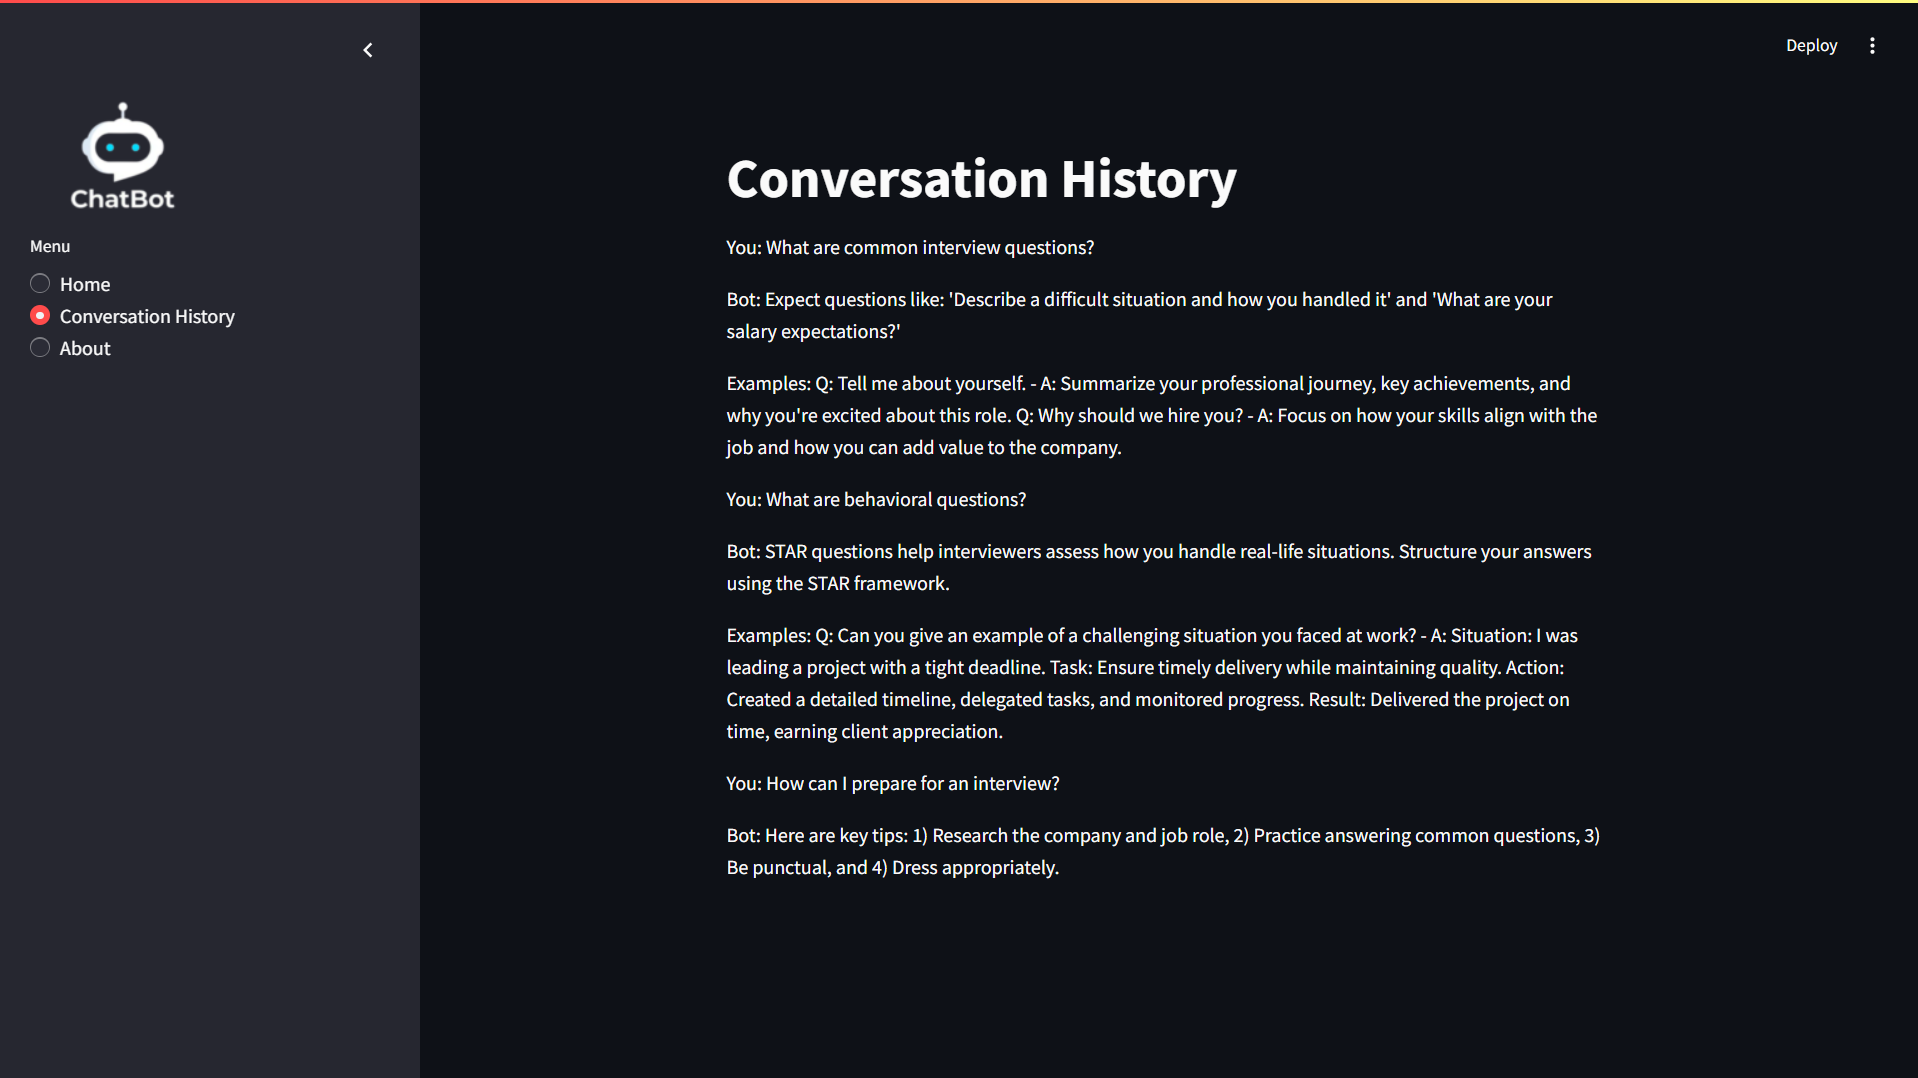 Deploy
ChatBot
Menu
Home
Conversation History
About
Conversation History
You: What are common interview questions?
Bot: Expect questions like: 'Describe a difficult situation and how you handled it' and 'What are your
salary expectations?'
Examples: Q: Tell me about yourself. - A: Summarize your professional journey, key achievements, and
why you're excited about this role. Q: Why should we hire you? - A: Focus on how your skills align with the
job and how you can add value to the company.
You: What are behavioral questions?
Bot: STAR questions help interviewers assess how you handle real-life situations. Structure your answers
using the STAR framework.
Examples: Q: Can you give an example of a challenging situation you faced at work? - A: Situation: I was
leading a project with a tight deadline. Task: Ensure timely delivery while maintaining quality. Action:
Created a detailed timeline, delegated tasks, and monitored progress. Result: Delivered the project on
time, earning client appreciation.
You: How can I prepare for an interview?
Bot: Here are key tips: 1) Research the company and job role, 2) Practice answering common questions, 3)
Be punctual, and 4) Dress appropriately.